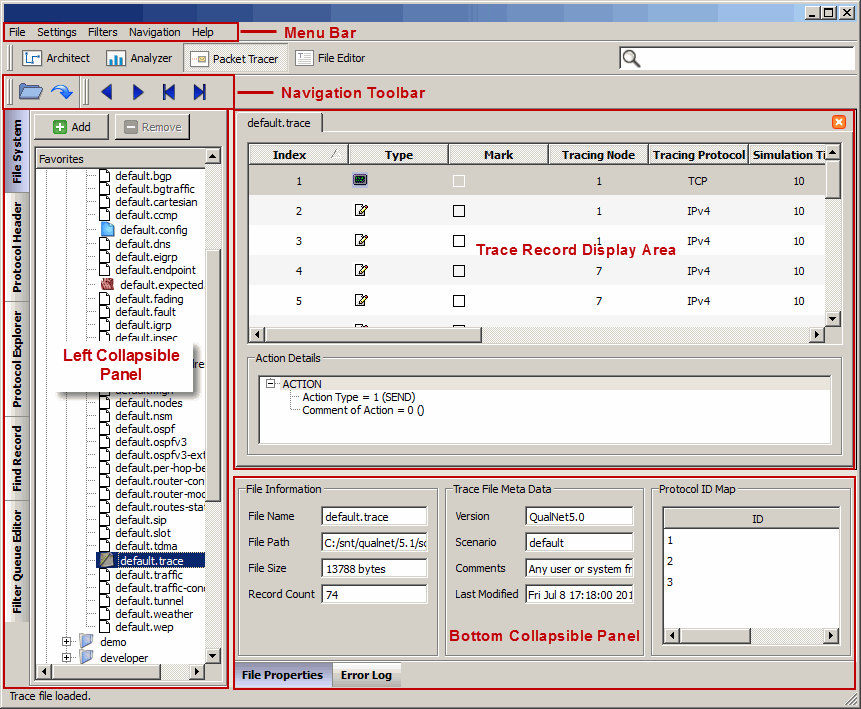 File Settings Filters Navigation Help
Menu Bar
Architect Analyzer Packet Tracer File Editor
Navigation Toolbar
File System
Protocol Header
Protocol Explorer
Find Record
Filter Queue Editor
Add Remove
Favorites
default.bgp
default.bgtraffic
default.cartesian
default.ccmp
default.config
default.dns
default.eigrp
default.endpoint
default.expected.
default.fading
default.fault
default.igrp
default.ipsec
Left Collapsible
Panel
default.nodes
default.nsm
default.ospf
default.ospfv3
default.ospfv3-ext
default.per-hop-be
default.router-con
default.router-mod
default.routes-stat
default.sip
default.slot
default.tdma
default.trace
default.traffic
default.traffic-cond
default.tunnel
default.weather
default.wep
demo
developer
default.trace
Index Type Mark Tracing Node Tracing Protocol Simulation Ti
1 1 TCP 10
2 1 IPv4 10
3 1 IPv4 10
Trace Record Display Area
4 7 IPv4 10
5 7 IPv4 10
Action Details
ACTION
Action Type = 1 (SEND)
Comment of Action = 0 ()
File Information
File Name default.trace
File Path C:/snt/qualnet/5.1/sc
File Size 13788 bytes
Record Count 74
Trace File Meta Data
Version QualNet5.0
Scenario default
Comments Any user or system fr
Last Modified Fri Jul 8 17:18:00 201
Protocol ID Map
ID
1
2
3
Bottom Collapsible Panel
File Properties Error Log
Trace file loaded.